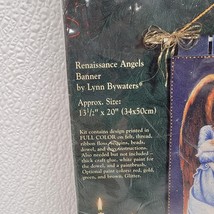 Renaissance Angels
Banner
by Lynn Bywaters®
Approx. Size:
13½" x 20" (34x50cm)
Kit contains design printed in
FULL COLOR on felt, thread,
ribbon floss, sequins, beads,
dowel, and easy instructions.
Also needed but not included -
thick craft glue, white paint for
the dowel, and a paintbrush.
Optional paint colors: red, gold,
green, and brown. Glitter.